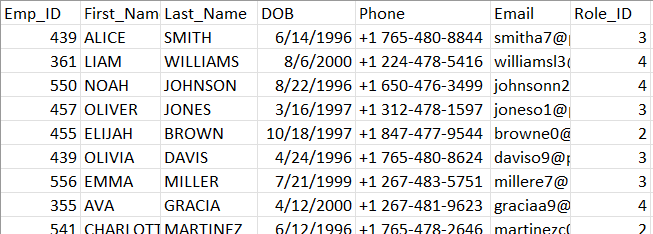 Emp_ID First_Nam Last_Name DOB Phone Email Role_ID
439 ALICE SMITH 6/14/1996 +1 765-480-8844 smitha7@ 3
361 LIAM WILLIAMS 8/6/2000 +1 224-478-5416 williamsl3 4
550 NOAH JOHNSON 8/22/1996 +1 650-476-3499 johnsonn2 4
457 OLIVER JONES 3/16/1997 +1 312-478-1597 joneso1@ 3
455 ELIJAH BROWN 10/18/1997 +1 847-477-9544 browne0@ 2
439 OLIVIA DAVIS 4/24/1996 +1 765-480-8624 daviso9@ 3
556 EMMA MILLER 7/21/1999 +1 267-483-5751 millere7@ 3
355 AVA GRACIA 4/12/2000 +1 267-481-9623 graciaa9@ 4
541 CHARLOTT MARTINEZ 6/12/1996 +1 765-478-2646 martinezc 2